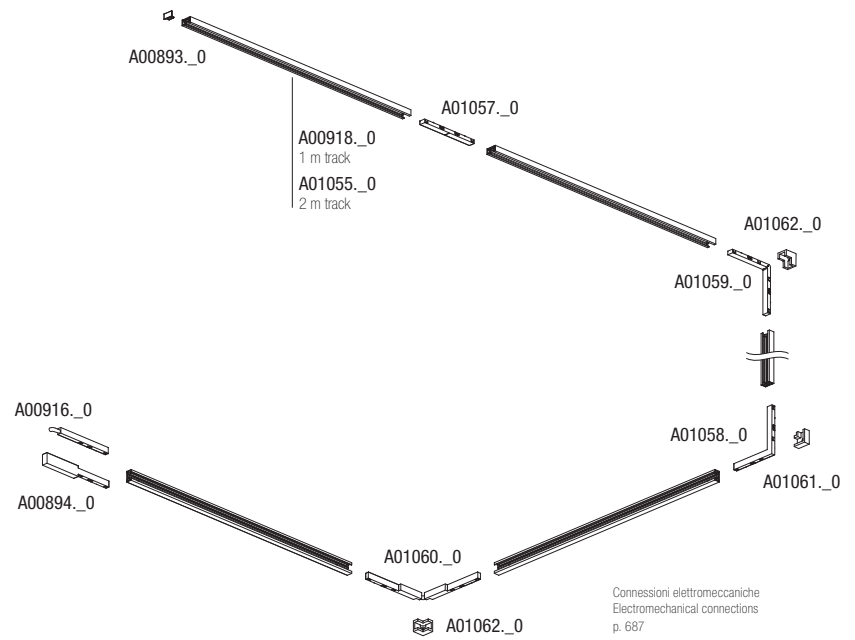 A00893._0
A01057._0
A00918._0
1 m track
A01055._0
2 m track
A01062._0
A01059._0
A00916._0
A01058._0
A01061._0
A00894._0
A01060._0
Connessioni elettromeccaniche
Electromechanical connections
p. 687
A01062._0